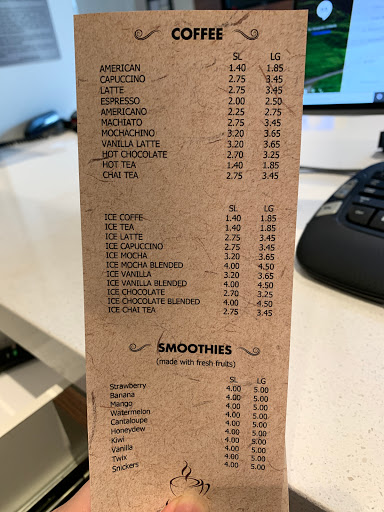 COFFEE
SL LG
AMERICAN 1.40 1.85
CAPUCCINO 2.75 3.45
LATTE 2.75 3.45
ESPRESSO 2.00 2.50
AMERICANO 2.25 2.75
MACHIATO 2.75 3.45
MOCHACHINO 3.20 3.65
VANILLA LATTE 3.20 3.65
HOT CHOCOLATE 2.70 3.25
HOT TEA 1.40 1.85
CHAI TEA 2.75 3.45
SL LG
ICE COFFE 1.40 1.85
ICE TEA 1.40 1.85
ICE LATTE 2.75 3.45
ICE CAPUCCINO 2.75 3.45
ICE MOCHA 3.20 3.65
ICE MOCHA BLENDED 4.00 4.50
ICE VANILLA 3.20 3.65
ICE VANILLA BLENDED 4.00 4.50
ICE CHOCOLATE 2.70 3.25
ICE CHOCOLATE BLENDED 4.00 4.50
ICE CHAI TEA 2.75 3.45
SMOOTHIES
(made with fresh fruits)
SL LG
Strawberry 4.00 5.00
Banana 4.00 5.00
Mango 4.00 5.00
Watermelon 4.00 5.00
Cantaloupe 4.00 5.00
Honeydew 4.00 5.00
Kiwi 4.00 5.00
Vanilla 4.00 5.00
Twix 4.00 5.00
Snickers 4.00 5.00